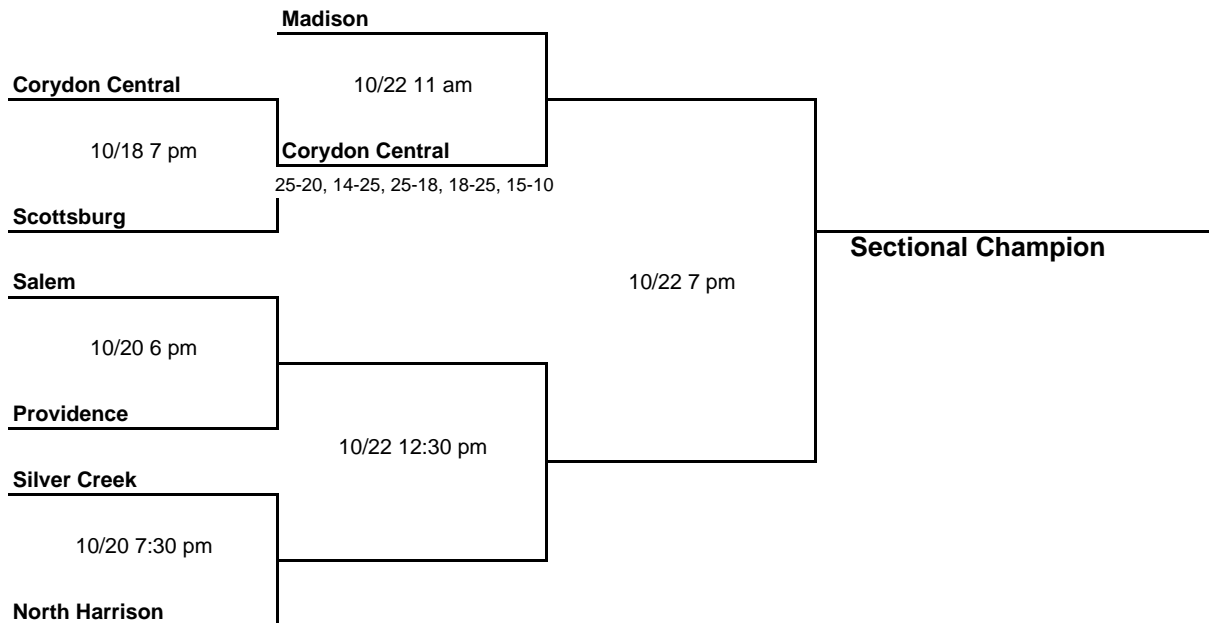 Madison
Corydon Central
10/22 11 am
10/18 7 pm
Corydon Central
25-20, 14-25, 25-18, 18-25, 15-10
Scottsburg
Sectional Champion
Salem
10/22 7 pm
10/20 6 pm
Providence
10/22 12:30 pm
Silver Creek
10/20 7:30 pm
North Harrison